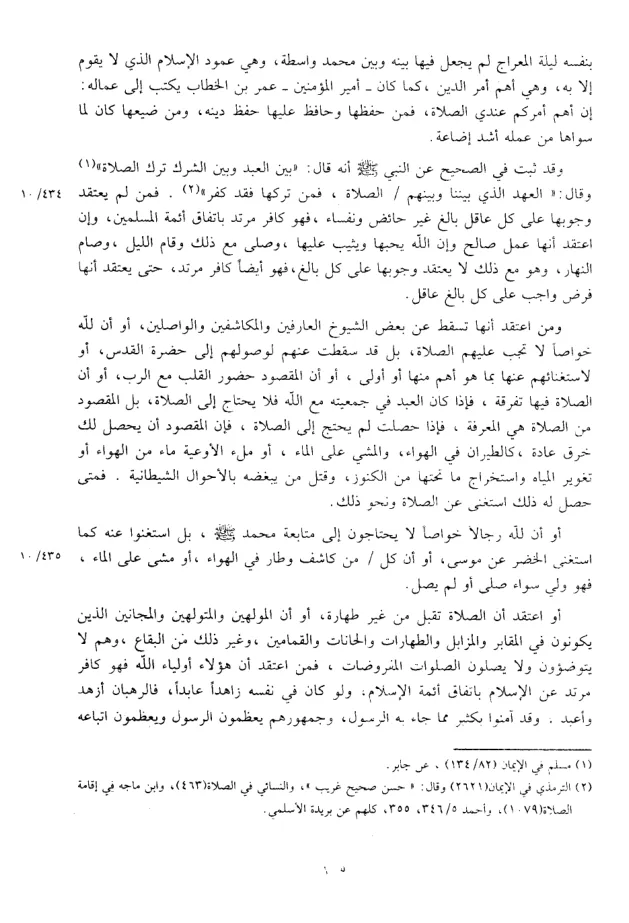 بنفسه ليلة المعراج لم يجعل فيها بينه وبين محمد واسطة، وهي عمود الإسلام الذي لا يقوم
إلا به، وهي أهم أمر الدين، كما كان ـ أمير المؤمنين ـ عمر بن الخطاب يكتب إلى عماله:
إن أهم أمركم عندي الصلاة، فمن حفظها وحافظ عليها حفظ دينه، ومن ضيعها كان لما
سواها من عمله أشد إضاعة.
وقد ثبت في الصحيح عن النبي ﷺ أنه قال: «بين العبد وبين الشرك ترك الصلاة»(١)
وقال: « العهد الذي بيننا وبينهم / الصلاة ، فمن تركها فقد كفر»(٢) . فمن لم يعتقد ١٠/٤٣٤
وجوبها على كل عاقل بالغ غير حائض ونفساء ، فهو كافر مرتد باتفاق أئمة المسلمين، وإن
اعتقد أنها عمل صالح وإن الله يحبها ويثيب عليها ، وصلى مع ذلك وقام الليل ، وصام
النهار، وهو مع ذلك لا يعتقد وجوبها على كل بالغ،فهو أيضاً كافر مرتد، حتى يعتقد أنها
فرض واجب على كل بالغ عاقل.
ومن اعتقد أنها تسقط عن بعض الشيوخ العارفين والمكاشفين والواصلين، أو أن لله
خواصاً لا تجب عليهم الصلاة، بل قد سقطت عنهم لوصولهم إلى حضرة القدس، أو
لاستغنائهم عنها بما هو أهم منها أو أولى ، أو أن المقصود حضور القلب مع الرب، أو أن
الصلاة فيها تفرقة ، فإذا كان العبد في جمعيته مع الله فلا يحتاج إلى الصلاة، بل المقصود
من الصلاة هي المعرفة ، فإذا حصلت لم يحتج إلى الصلاة ، فإن المقصود أن يحصل لك
خرق عادة ، كالطيران في الهواء، والمشي على الماء ، أو ملء الأوعية ماء من الهواء أو
تغوير المياه واستخراج ما تحتها من الكنوز، وقتل من يبغضه بالأحوال الشيطانية . فمتى
حصل له ذلك استغنى عن الصلاة ونحو ذلك.
أو أن لله رجالاً خواصاً لا يحتاجون إلى متابعة محمد ﷺ ، بل استغنوا عنه كما
استغنى الخضر عن موسى، أو أن كل / من كاشف وطار في الهواء ،أو مشى على الماء ، ١٠/٤٣٥
فهو ولي سواء صلى أو لم يصل.
أو اعتقد أن الصلاة تقبل من غير طهارة، أو أن المولهين والمتولهين والمجانين الذين
يكونون في المقابر والمزابل والطهارات والخانات والقمامين ،وغير ذلك من البقاع ،وهم لا
يتوضؤون ولا يصلون الصلوات المفروضات ، فمن اعتقد أن هؤلاء أولياء الله فهو كافر
مرتد عن الإسلام باتفاق أئمة الإسلام، ولو كان في نفسه زاهداً عابداً، فالرهبان أزهد
وأعبد . وقد آمنوا بكثير مما جاء به الرسول، وجمهورهم يعظمون الرسول ويعظمون اتباعه
(١) مسلم في الإيمان (١٣٤/٨٢) ، عن جابر.
(٢) الترمذي في الإيمان(٢٦٢١) وقال: « حسن صحيح غريب »، والنسائي في الصلاة(٤٦٣)، وابن ماجه في إقامة
الصلاة(١٠٧٩)، وأحمد ٣٤٦/٥، ٣٥٥، كلهم عن بريدة الأسلمي.